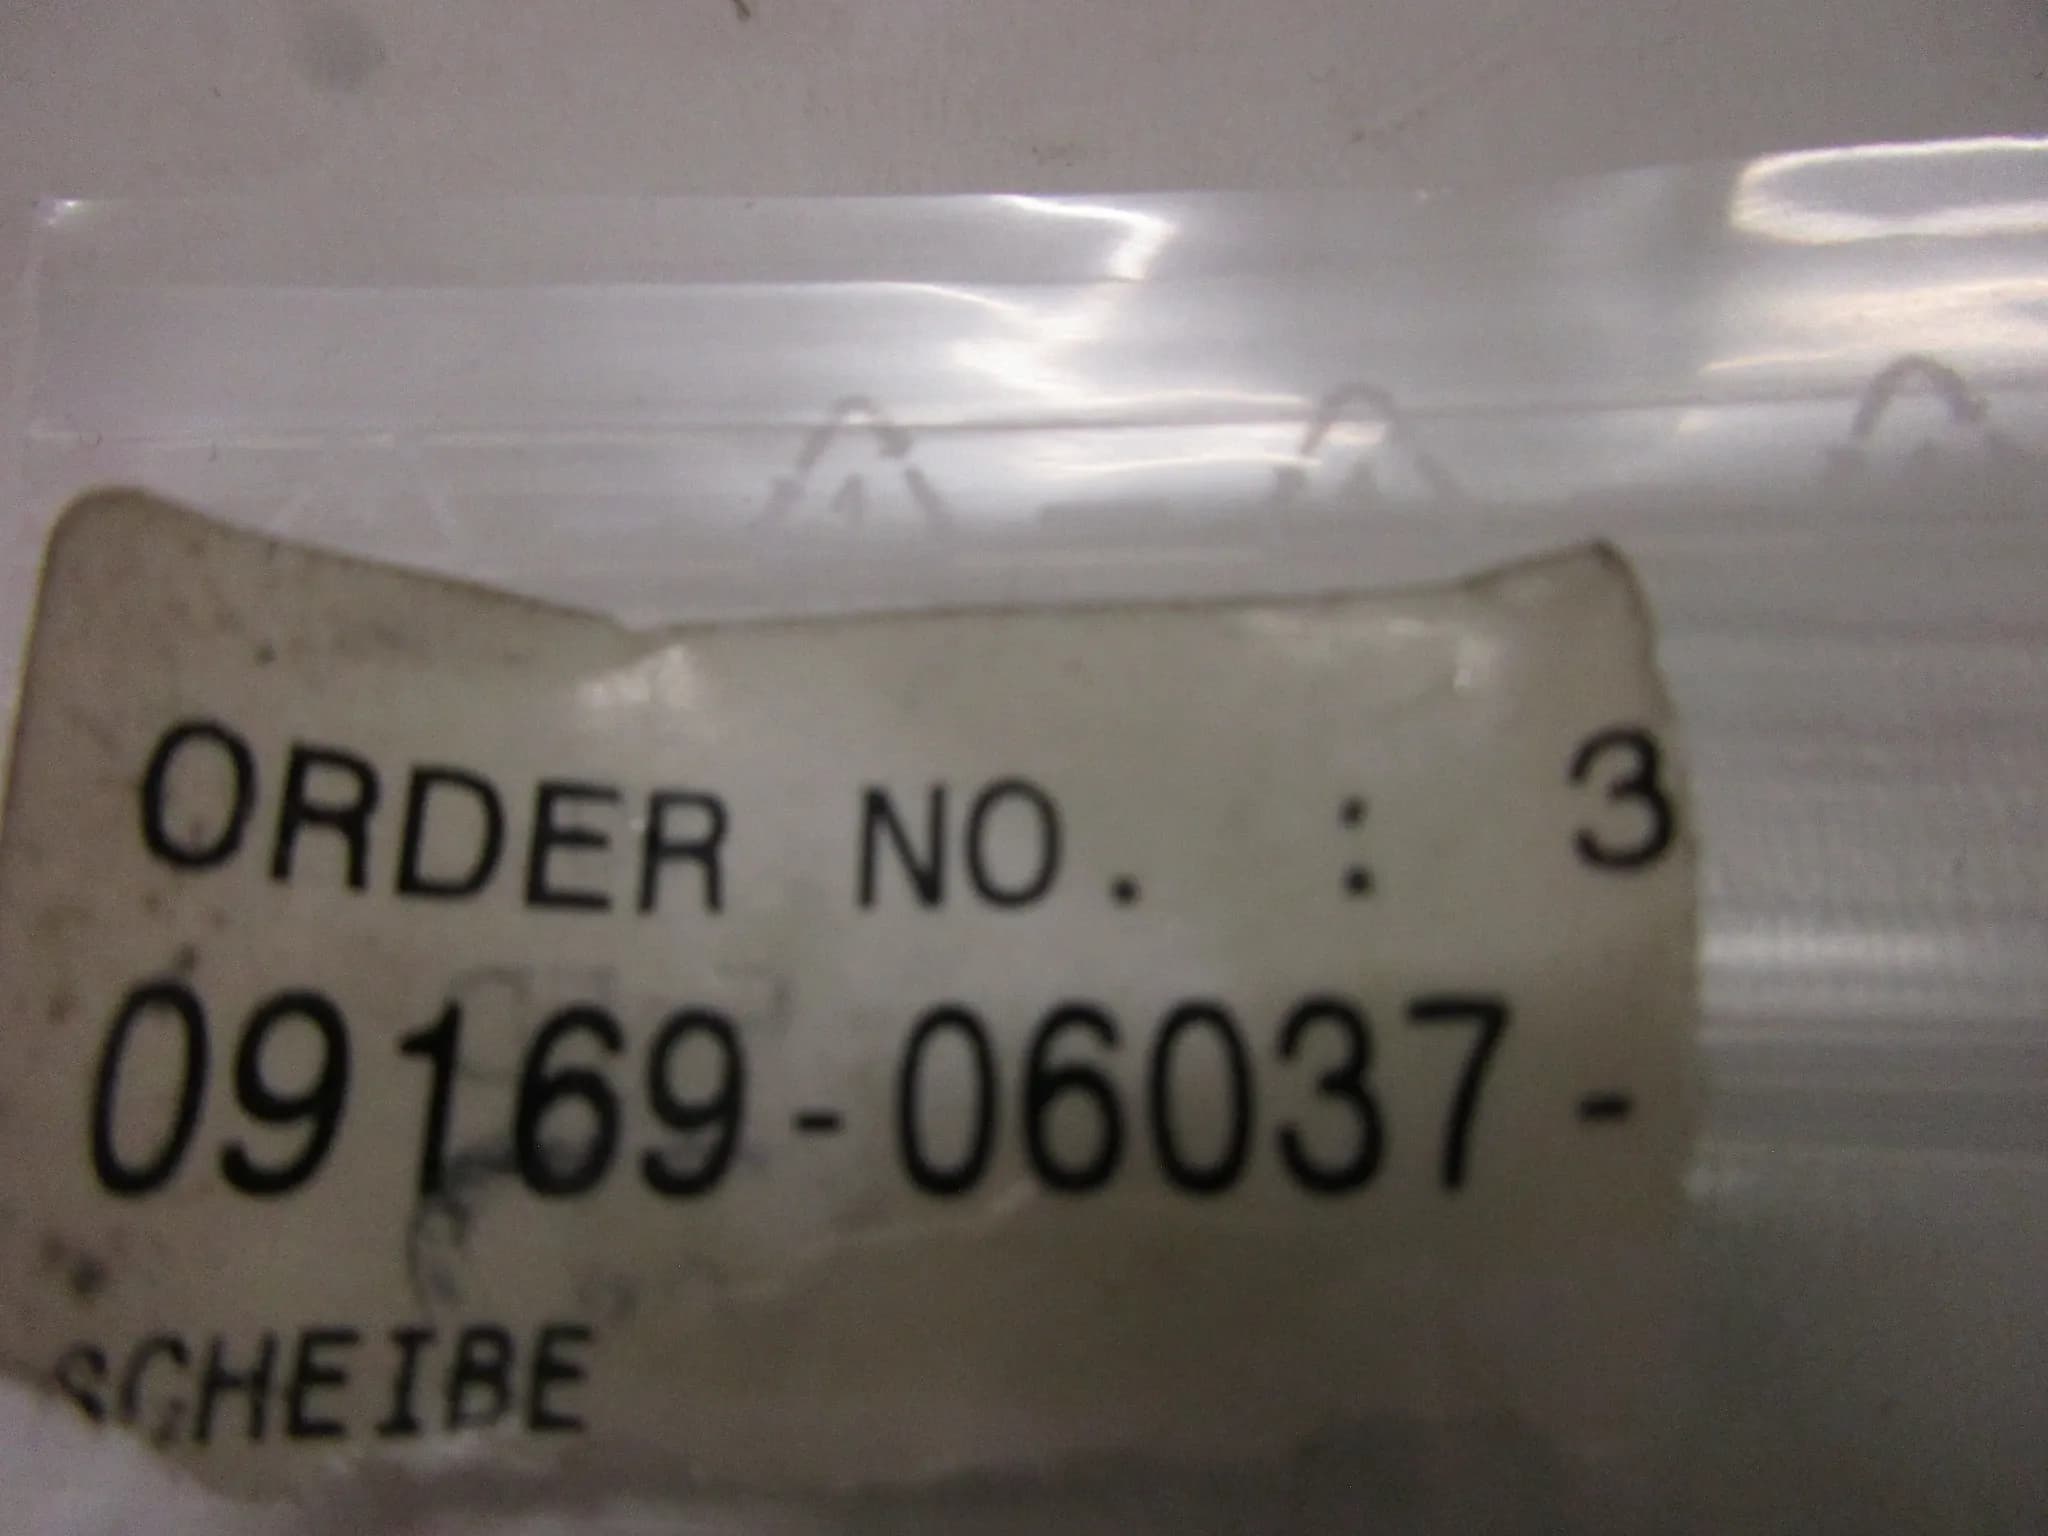 ORDER NO. : 3
09169-06037-
SCHEIBE